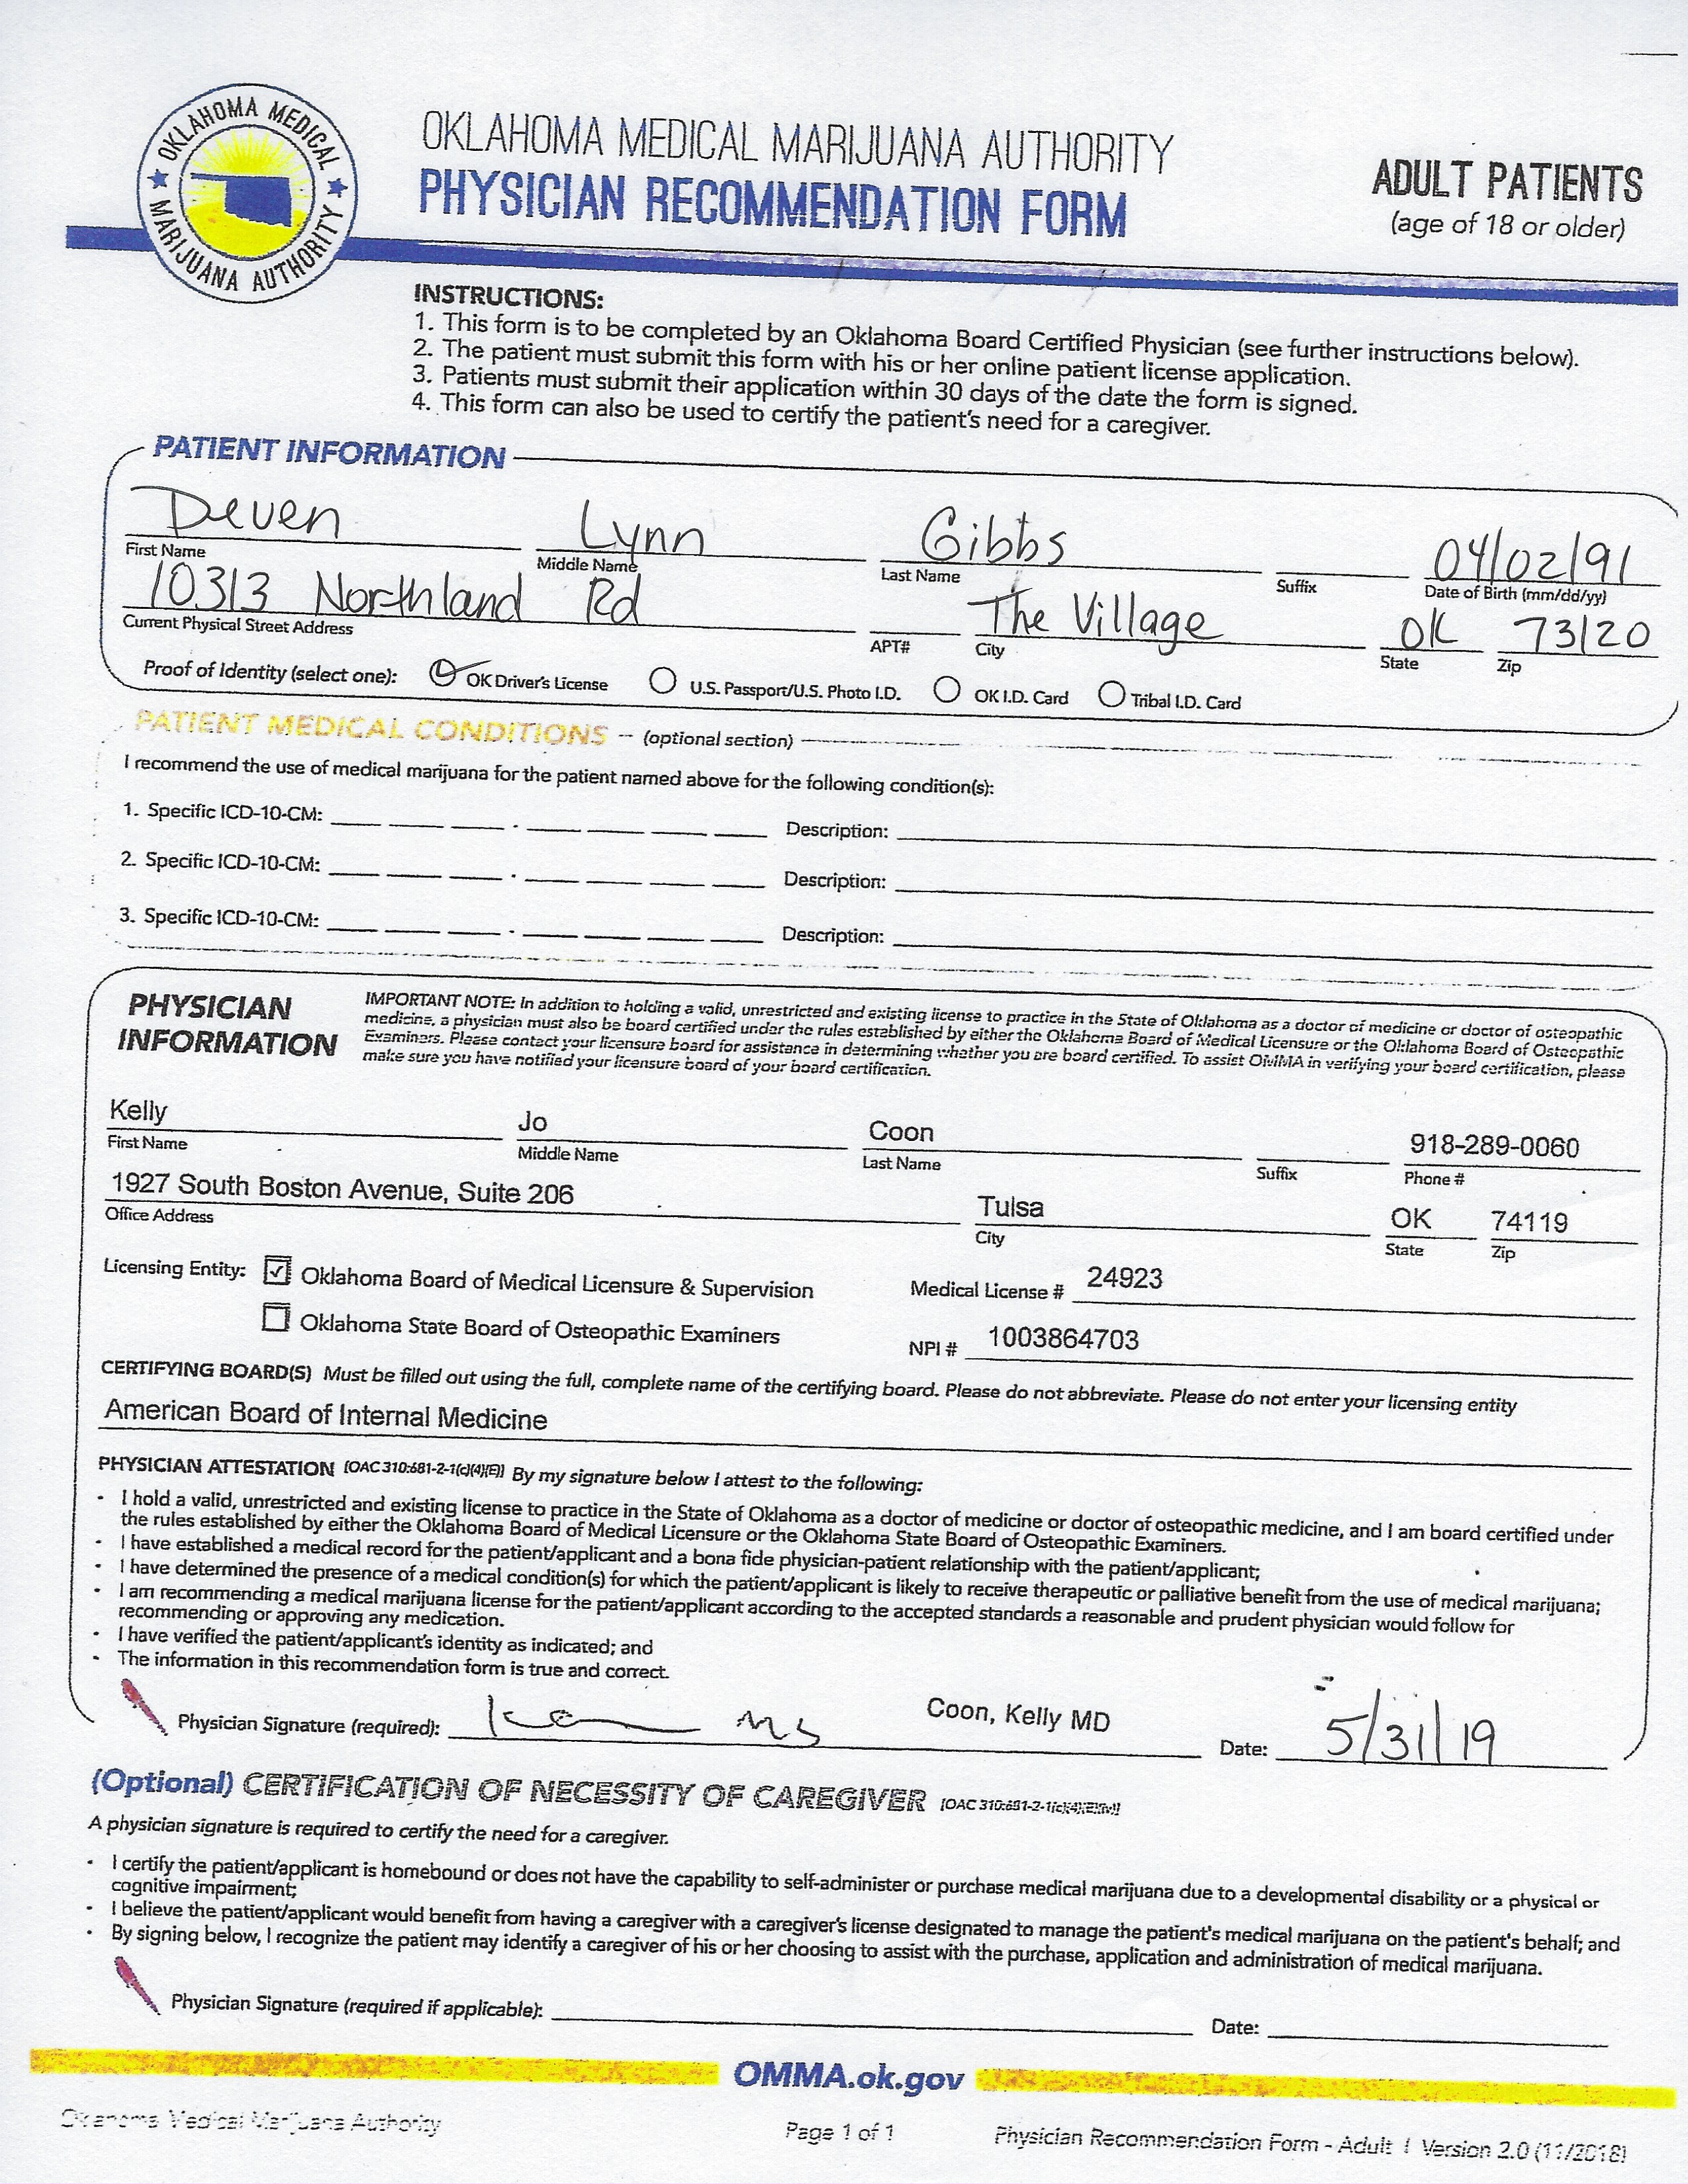 OKLAHOMA MEDICAL
MARIJUANA AUTHORITY
OKLAHOMA MEDICAL MARIJUANA AUTHORITY
PHYSICIAN RECOMMENDATION FORM
ADULT PATIENTS
(age of 18 or older)
INSTRUCTIONS:
1. This form is to be completed by an Oklahoma Board Certified Physician (see further instructions below).
2. The patient must submit this form with his or her online patient license application.
3. Patients must submit their application within 30 days of the date the form is signed.
4. This form can also be used to certify the patient's need for a caregiver.
PATIENT INFORMATION
Deven Lynn Gibbs 04/02/91
First Name Middle Name Last Name Suffix Date of Birth (mm/dd/yy)
10313 Northland Rd The Village OK 73120
Current Physical Street Address APT# City State Zip
Proof of Identity (select one): OK Driver's License U.S. Passport/U.S. Photo I.D. OK I.D. Card Tribal I.D. Card
PATIENT MEDICAL CONDITIONS - (optional section)
I recommend the use of medical marijuana for the patient named above for the following condition(s):
1. Specific ICD-10-CM: Description:
2. Specific ICD-10-CM: Description:
3. Specific ICD-10-CM: Description:
PHYSICIAN
INFORMATION
IMPORTANT NOTE: In addition to holding a valid, unrestricted and existing license to practice in the State of Oklahoma as a doctor of medicine or doctor of osteopathic
medicine, a physician must also be board certified under the rules established by either the Oklahoma Board of Medical Licensure or the Oklahoma Board of Osteopathic
Examiners. Please contact your licensure board for assistance in determining whether you are board certified. To assist OMMA in verifying your board certification, please
make sure you have notified your licensure board of your board certification.
Kelly Jo Coon 918-289-0060
First Name Middle Name Last Name Suffix Phone #
1927 South Boston Avenue, Suite 206 Tulsa OK 74119
Office Address City State Zip
Licensing Entity: Oklahoma Board of Medical Licensure & Supervision Medical License # 24923
Oklahoma State Board of Osteopathic Examiners NPI # 1003864703
CERTIFYING BOARD(S) Must be filled out using the full, complete name of the certifying board. Please do not abbreviate. Please do not enter your licensing entity
American Board of Internal Medicine
PHYSICIAN ATTESTATION [OAC 310:681-2-1(c)(4)(E)] By my signature below I attest to the following:
• I hold a valid, unrestricted and existing license to practice in the State of Oklahoma as a doctor of medicine or doctor of osteopathic medicine, and I am board certified under
the rules established by either the Oklahoma Board of Medical Licensure or the Oklahoma State Board of Osteopathic Examiners.
• I have established a medical record for the patient/applicant and a bona fide physician-patient relationship with the patient/applicant;
• I have determined the presence of a medical condition(s) for which the patient/applicant is likely to receive therapeutic or palliative benefit from the use of medical marijuana;
• I am recommending a medical marijuana license for the patient/applicant according to the accepted standards a reasonable and prudent physician would follow for
recommending or approving any medication.
• I have verified the patient/applicant's identity as indicated; and
• The information in this recommendation form is true and correct.
Physician Signature (required): Coon, Kelly MD Date: 5/31/19
(Optional) CERTIFICATION OF NECESSITY OF CAREGIVER [OAC 310:681-2-1(c)(4)(E)(v)]
A physician signature is required to certify the need for a caregiver.
• I certify the patient/applicant is homebound or does not have the capability to self-administer or purchase medical marijuana due to a developmental disability or a physical or
cognitive impairment;
• I believe the patient/applicant would benefit from having a caregiver with a caregiver's license designated to manage the patient's medical marijuana on the patient's behalf; and
• By signing below, I recognize the patient may identify a caregiver of his or her choosing to assist with the purchase, application and administration of medical marijuana.
Physician Signature (required if applicable): Date:
OMMA.ok.gov
Oklahoma Medical Marijuana Authority Page 1 of 1 Physician Recommendation Form - Adult | Version 2.0 (11/2018)